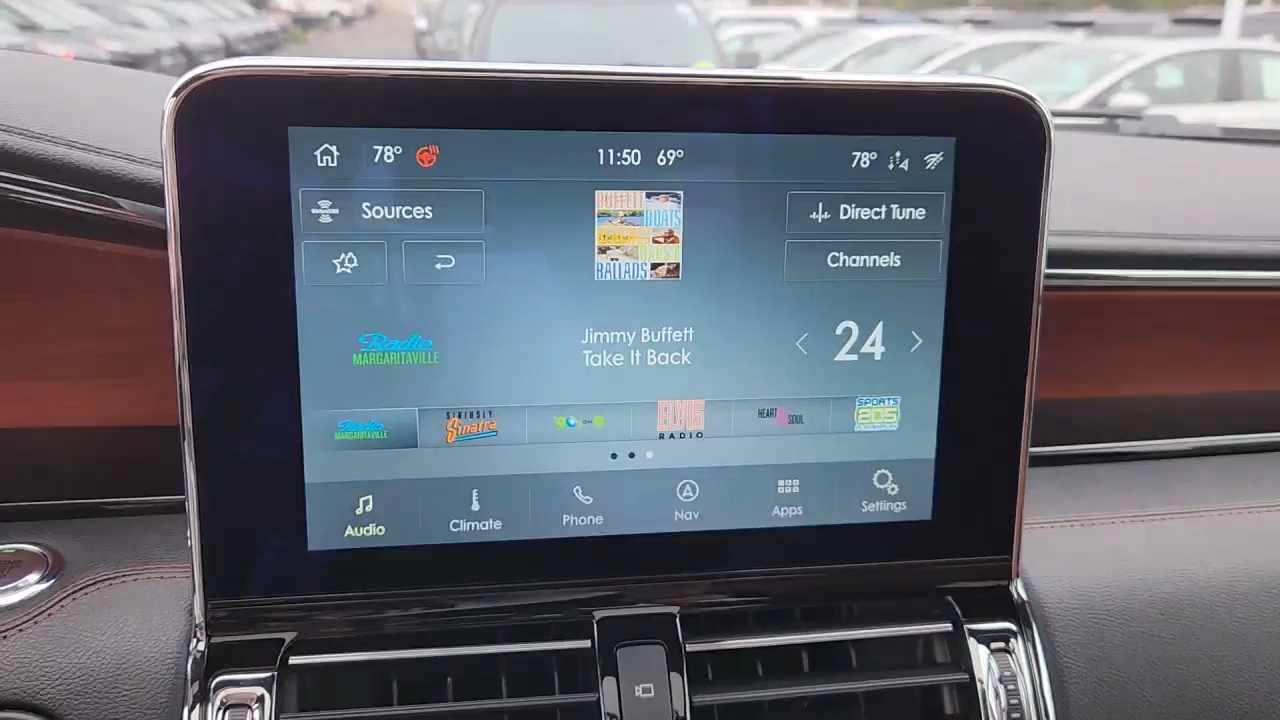 78°
11:50 69°
78°
Sources
Direct Tune
Channels
BUFFETT
BOATS
BALLADS
Radio
MARGARITAVILLE
Jimmy Buffett
Take It Back
24
Radio
MARGARITAVILLE
SIRIUSLY
Sinatra
ELVIS
RADIO
HEART SOUL
SPORTS
205
Audio
Climate
Phone
Nav
Apps
Settings